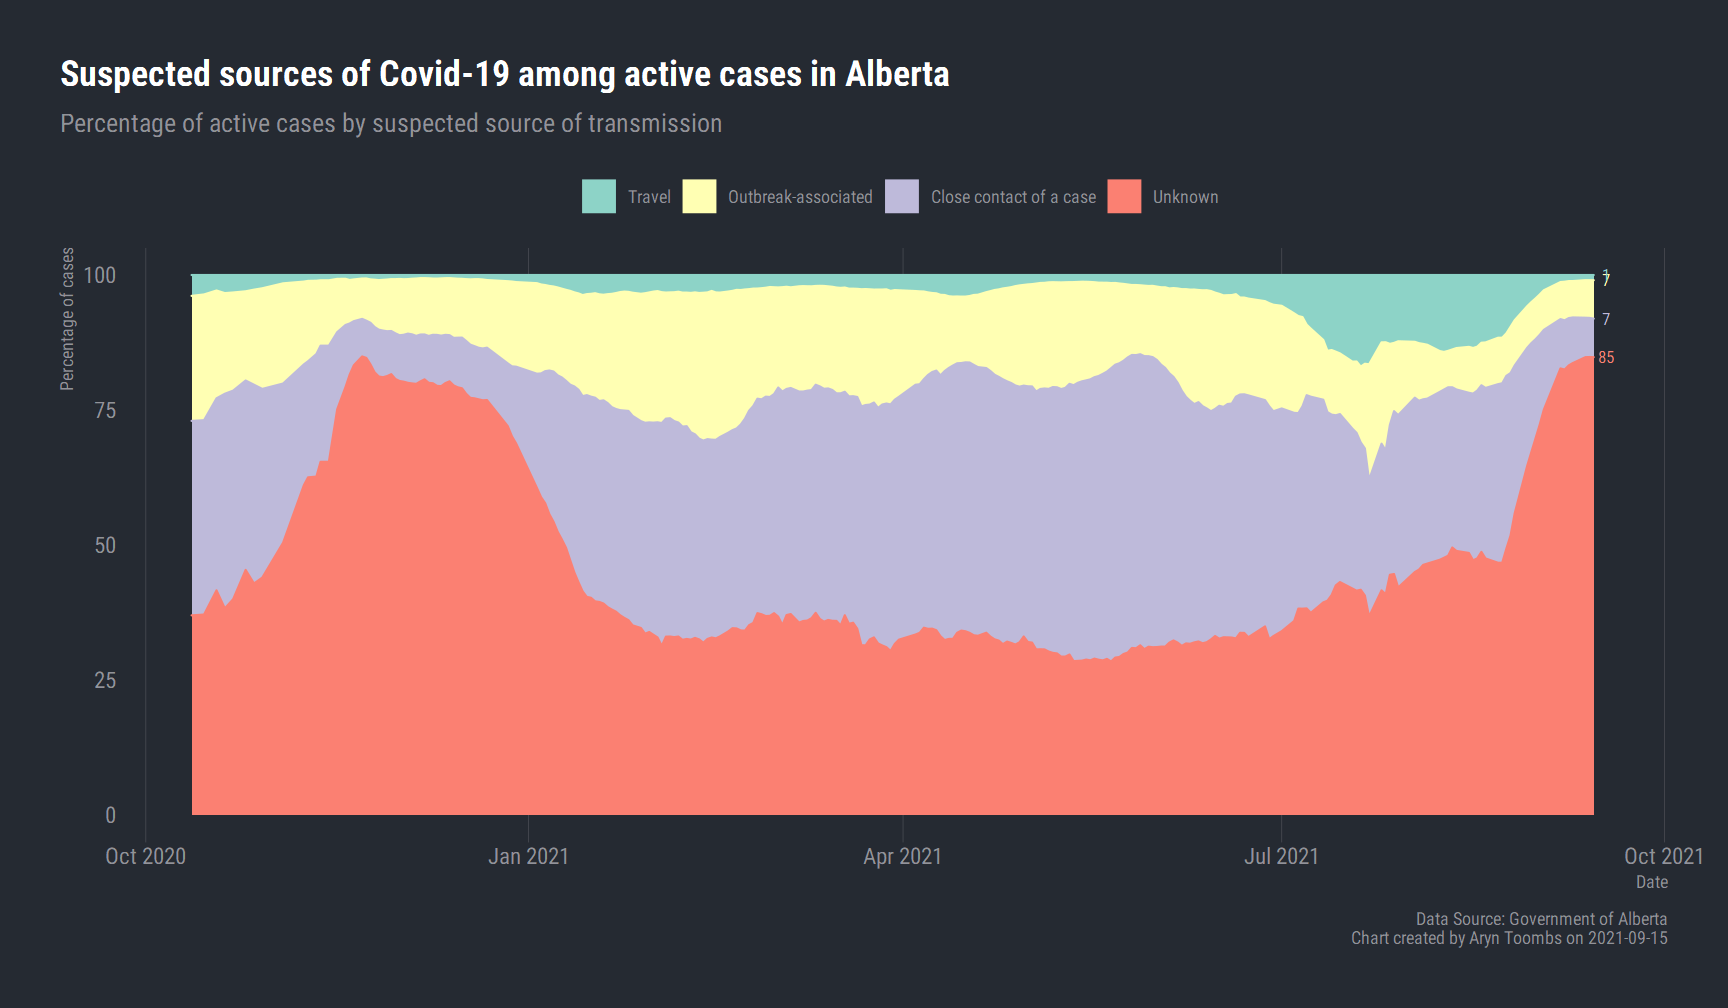 Suspected sources of Covid-19 among active cases in Alberta
Percentage of active cases by suspected source of transmission
Travel Outbreak-associated Close contact of a case Unknown
Percentage of cases
100
75
50
25
0
1
7
7
85
Oct 2020 Jan 2021 Apr 2021 Jul 2021 Oct 2021
Date
Data Source: Government of Alberta
Chart created by Aryn Toombs on 2021-09-15